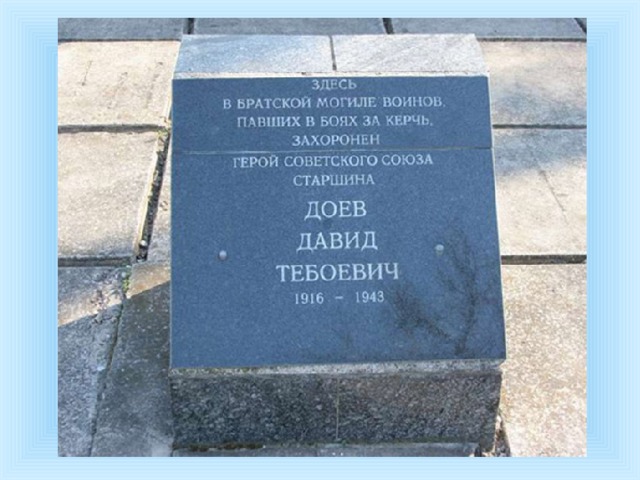 ЗДЕСЬ
В БРАТСКОЙ МОГИЛЕ ВОИНОВ,
ПАВШИХ В БОЯХ ЗА КЕРЧЬ,
ЗАХОРОНЕН
ГЕРОЙ СОВЕТСКОГО СОЮЗА
СТАРШИНА
ДОЕВ
ДАВИД
ТЕБОЕВИЧ
1916 – 1943